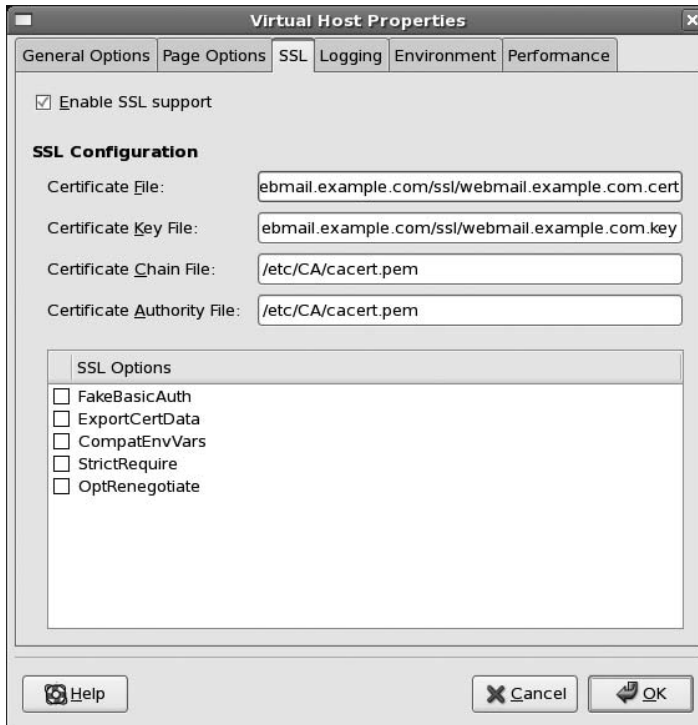 Virtual Host Properties
General Options Page Options SSL Logging Environment Performance
Enable SSL support
SSL Configuration
Certificate File: ebmail.example.com/ssl/webmail.example.com.cert
Certificate Key File: ebmail.example.com/ssl/webmail.example.com.key
Certificate Chain File: /etc/CA/cacert.pem
Certificate Authority File: /etc/CA/cacert.pem
SSL Options
FakeBasicAuth
ExportCertData
CompatEnvVars
StrictRequire
OptRenegotiate
Help Cancel OK